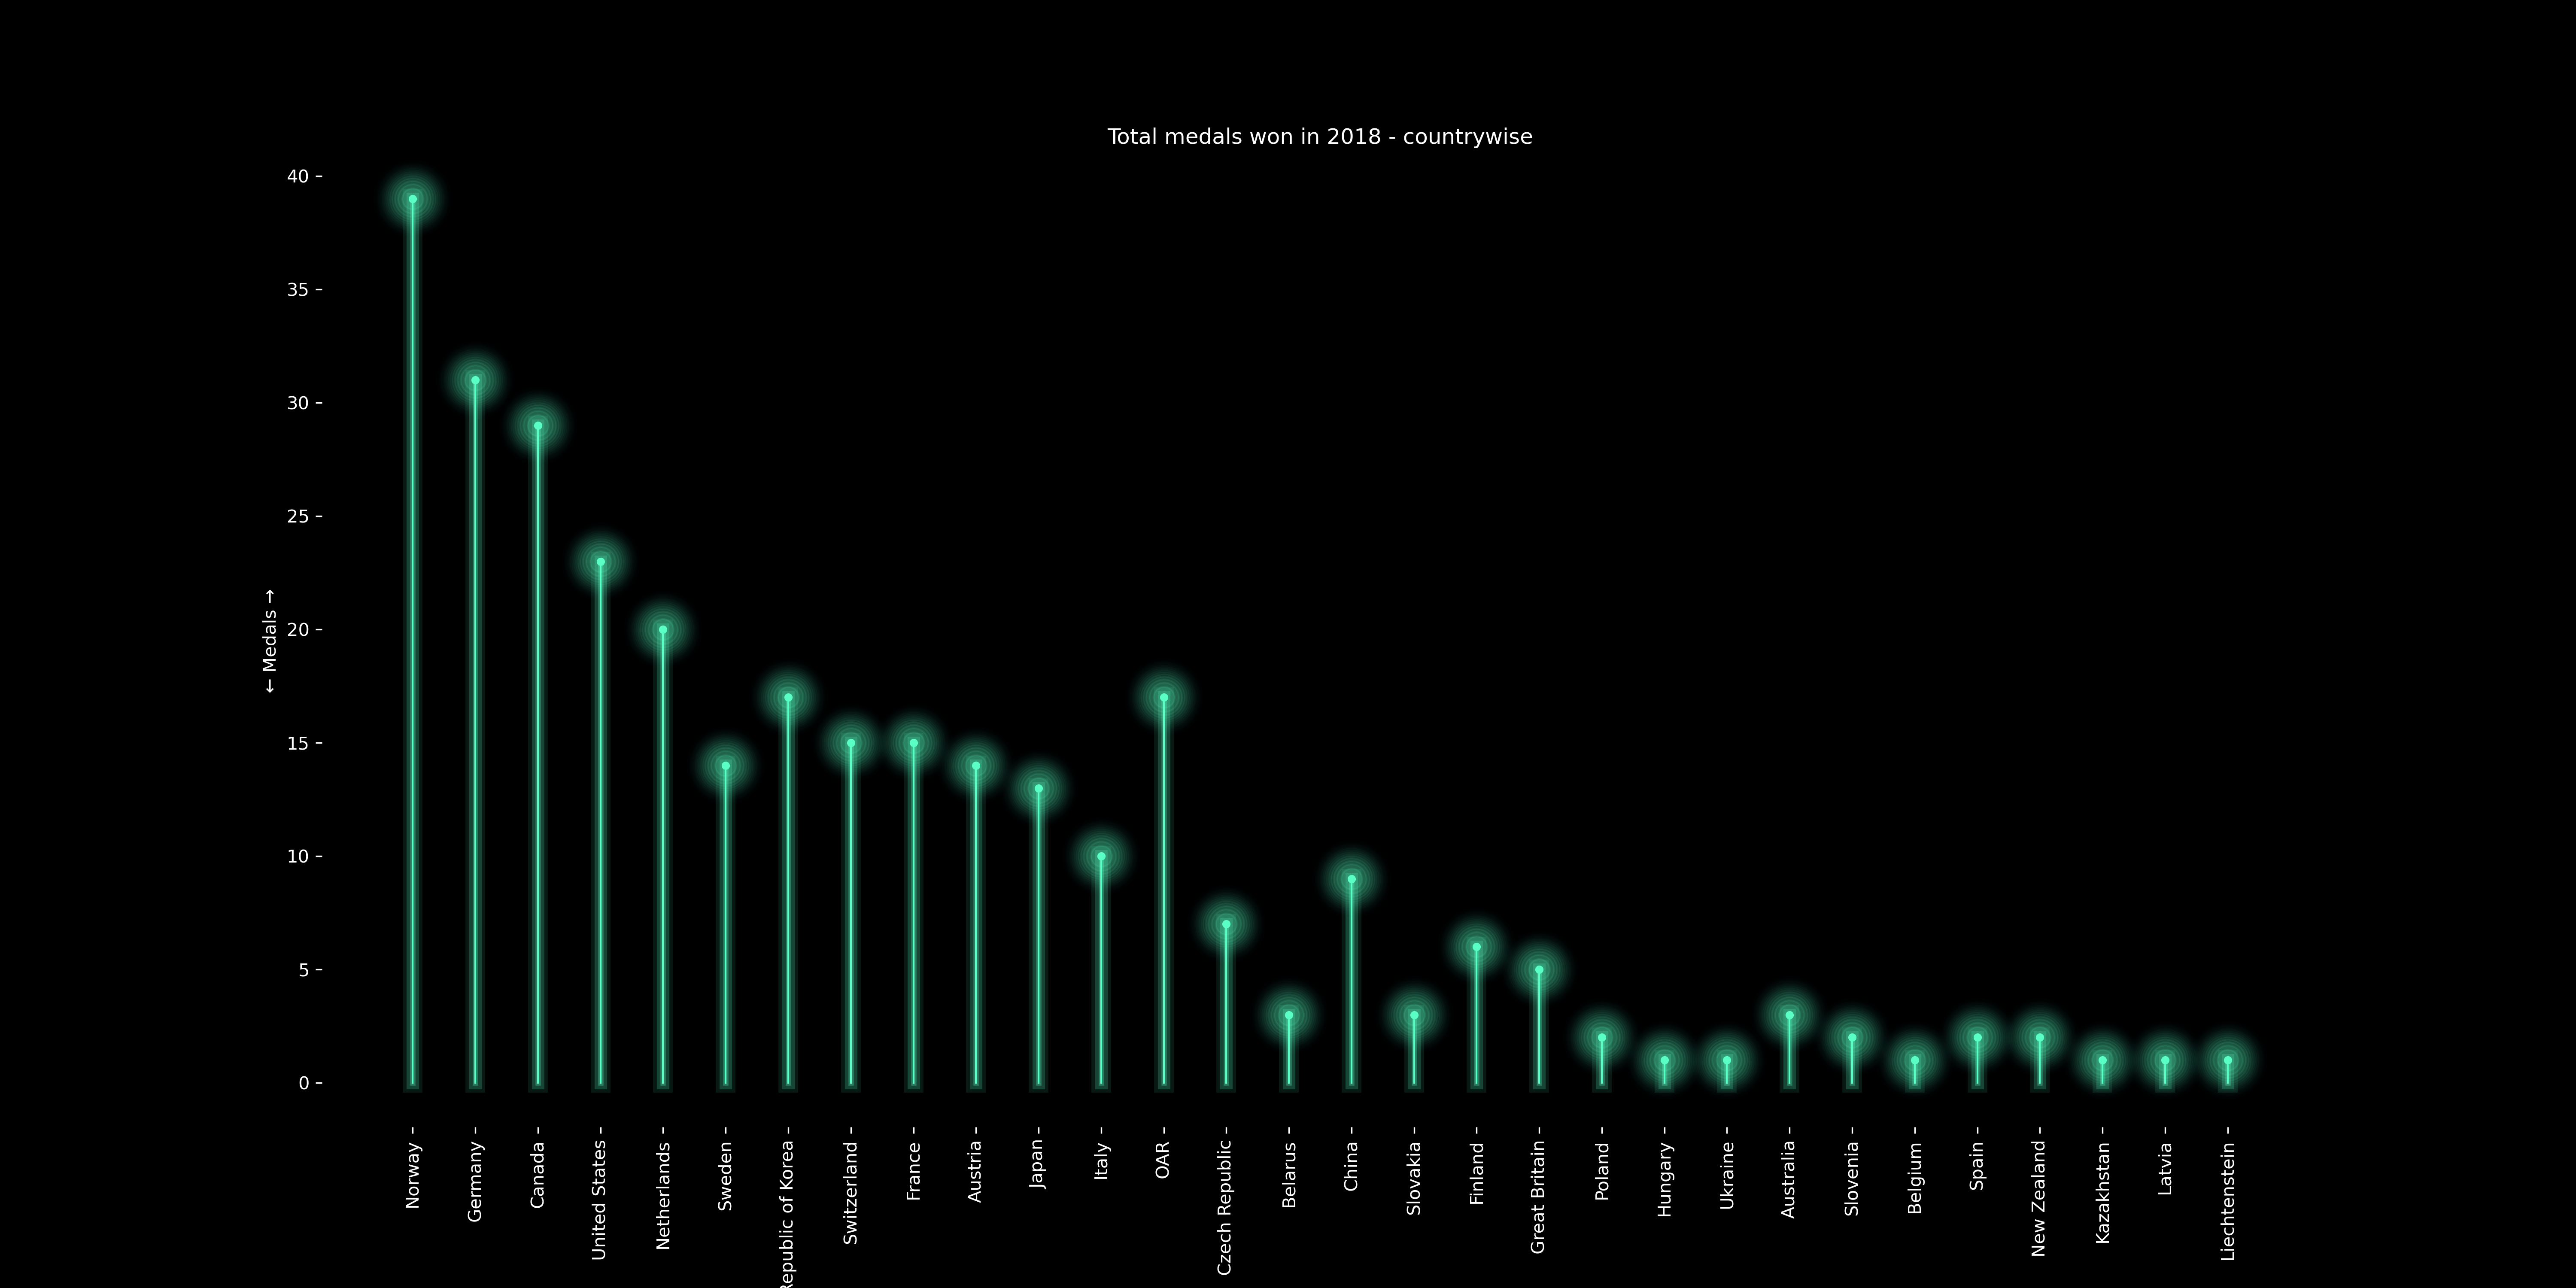 Total medals won in 2018 - countrywise
40
35
30
25
20
15
10
5
0
← Medals →
Norway
Germany
Canada
United States
Netherlands
Sweden
Republic of Korea
Switzerland
France
Austria
Japan
Italy
OAR
Czech Republic
Belarus
China
Slovakia
Finland
Great Britain
Poland
Hungary
Ukraine
Australia
Slovenia
Belgium
Spain
New Zealand
Kazakhstan
Latvia
Liechtenstein